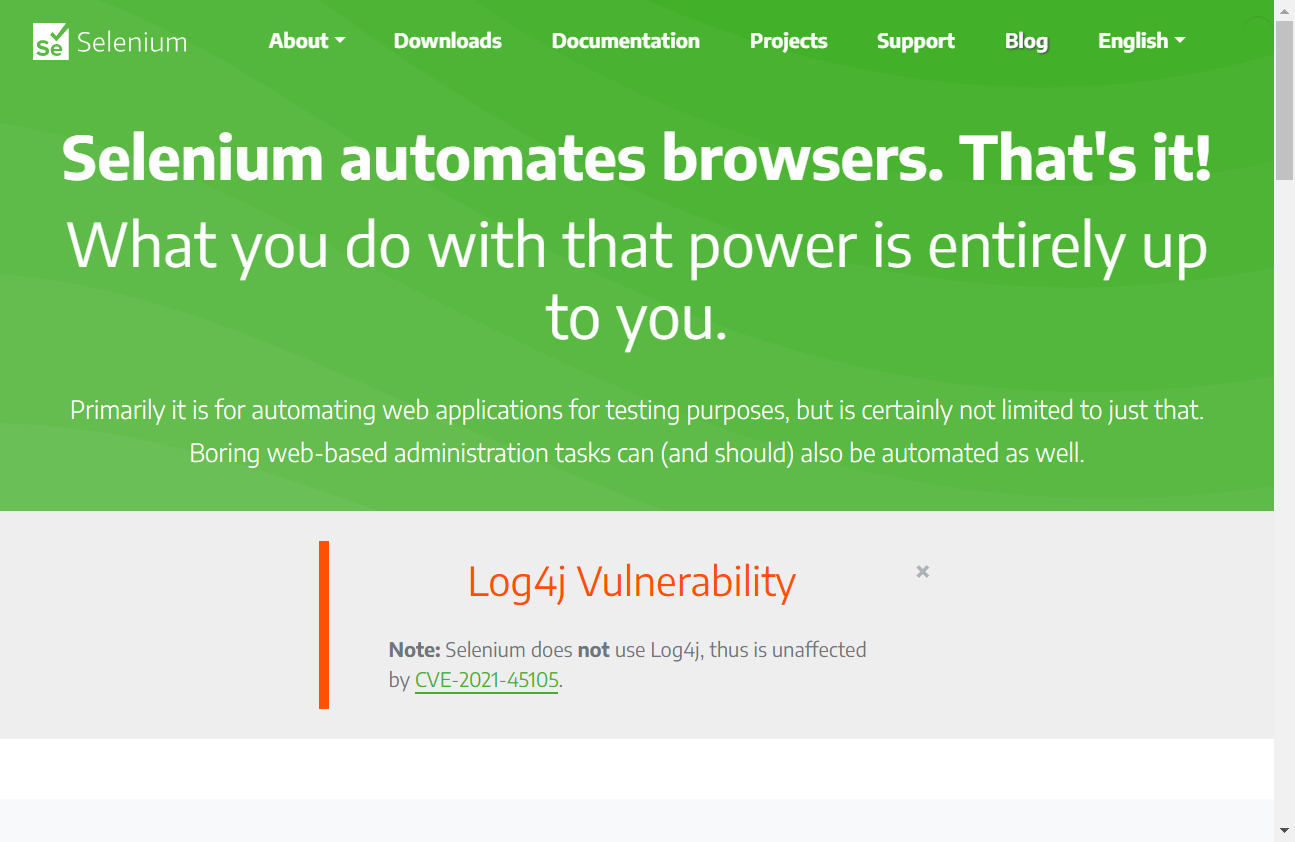 Se Selenium
About Downloads Documentation Projects Support Blog English
Selenium automates browsers. That's it!
What you do with that power is entirely up
to you.
Primarily it is for automating web applications for testing purposes, but is certainly not limited to just that.
Boring web-based administration tasks can (and should) also be automated as well.
Log4j Vulnerability ×
Note: Selenium does not use Log4j, thus is unaffected
by CVE-2021-45105.